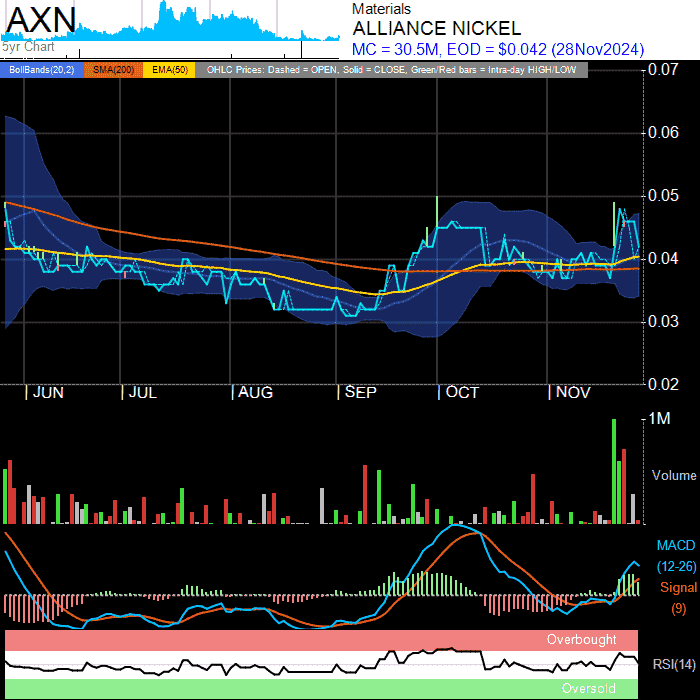 AXN
5yr Chart
Materials
ALLIANCE NICKEL
MC = 30.5M, EOD = $0.042 (28Nov2024)
BollBands(20,2) SMA(200) EMA(50) OHLC Prices: Dashed = OPEN, Solid = CLOSE, Green/Red bars = Intra-day HIGH/LOW
0.07
0.06
0.05
0.04
0.03
0.02
JUN JUL AUG SEP OCT NOV
1M
Volume
MACD
(12-26)
Signal
(9)
Overbought
RSI(14)
Oversold